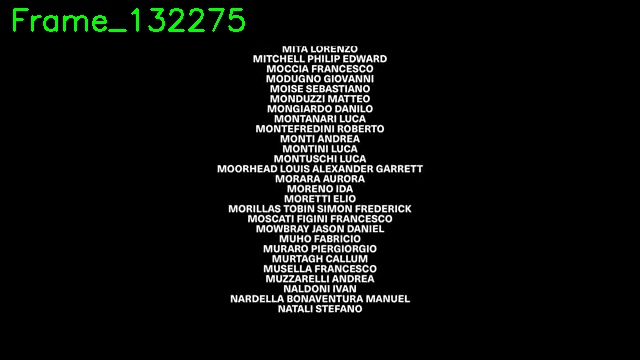 Frame_132275
MITA LORENZO
MITCHELL PHILIP EDWARD
MOCCIA FRANCESCO
MODUGNO GIOVANNI
MOISE SEBASTIANO
MONDUZZI MATTEO
MONGIARDO DANILO
MONTANARI LUCA
MONTEFREDINI ROBERTO
MONTI ANDREA
MONTINI LUCA
MONTUSCHI LUCA
MOORHEAD LOUIS ALEXANDER GARRETT
MORARA AURORA
MORENO IDA
MORETTI ELIO
MORILLAS TOBIN SIMON FREDERICK
MOSCATI FIGINI FRANCESCO
MOWBRAY JASON DANIEL
MUHO FABRICIO
MURARO PIERGIORGIO
MURTAGH CALLUM
MUSELLA FRANCESCO
MUZZARELLI ANDREA
NALDONI IVAN
NARDELLA BONAVENTURA MANUEL
NATALI STEFANO